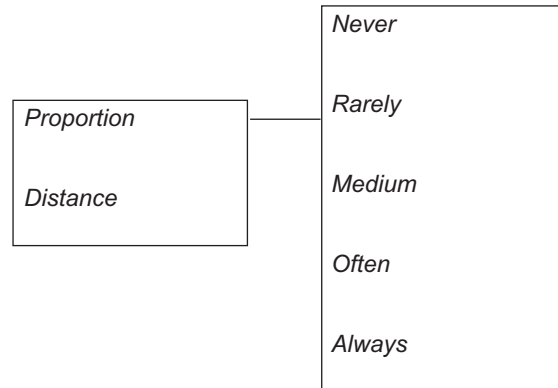 Proportion
Distance
Never
Rarely
Medium
Often
Always